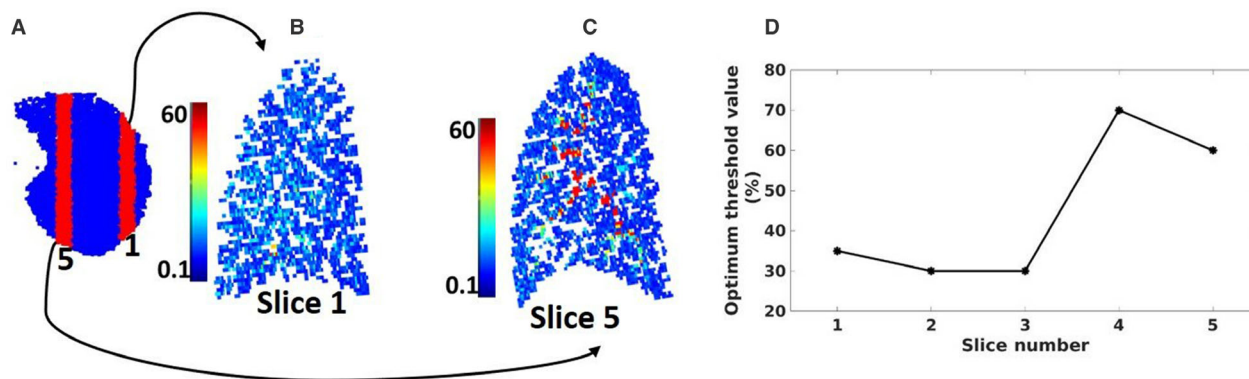 A
B
C
D
5
1
60
0.1
Slice 1
60
0.1
Slice 5
80
70
60
50
40
30
20
Optimum threshold value
(%)
1 2 3 4 5
Slice number